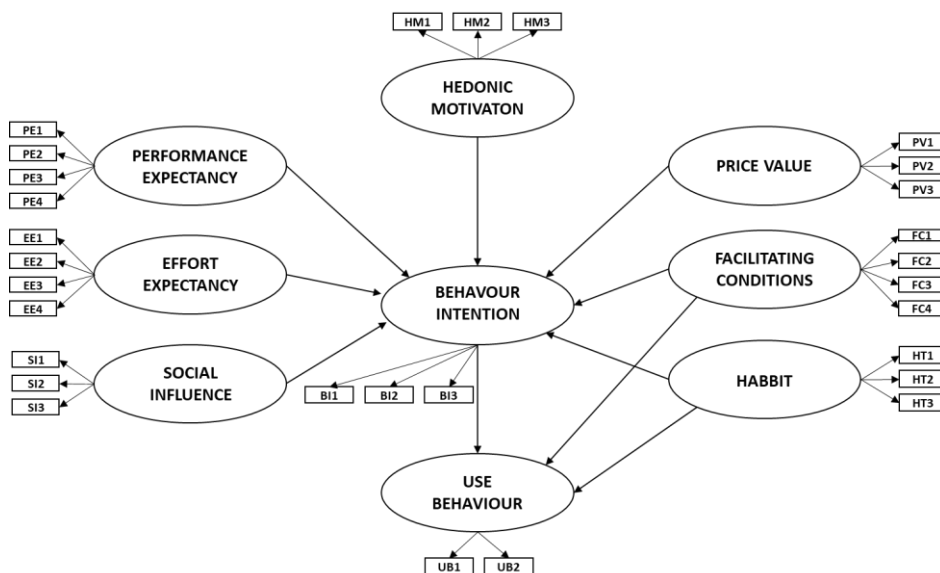 HM1
HM2
HM3
HEDONIC
MOTIVATON
PE1
PE2
PE3
PE4
PERFORMANCE
EXPECTANCY
PRICE VALUE
PV1
PV2
PV3
EE1
EE2
EE3
EE4
EFFORT
EXPECTANCY
BEHAVOUR
INTENTION
FACILITATING
CONDITIONS
FC1
FC2
FC3
FC4
SI1
SI2
SI3
SOCIAL
INFLUENCE
BI1
BI2
BI3
HABBIT
HT1
HT2
HT3
USE
BEHAVIOUR
UB1
UB2